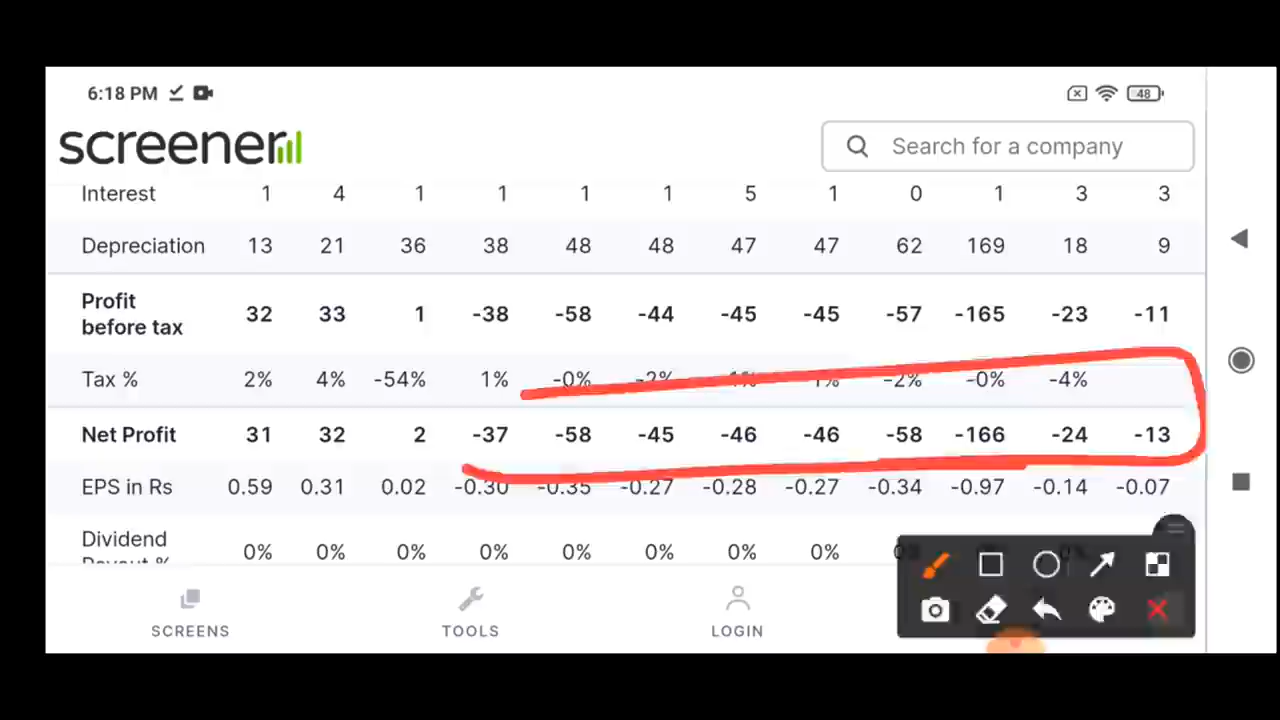 6:18 PM 48
screener Search for a company
Interest 1 4 1 1 1 1 5 1 0 1 3 3
Depreciation 13 21 36 38 48 48 47 47 62 169 18 9
Profit
before tax 32 33 1 -38 -58 -44 -45 -45 -57 -165 -23 -11
Tax % 2% 4% -54% 1% -0% -2% 1% 1% -2% -0% -4%
Net Profit 31 32 2 -37 -58 -45 -46 -46 -58 -166 -24 -13
EPS in Rs 0.59 0.31 0.02 -0.30 -0.35 -0.27 -0.28 -0.27 -0.34 -0.97 -0.14 -0.07
Dividend
Payout % 0% 0% 0% 0% 0% 0% 0% 0%
SCREENS TOOLS LOGIN